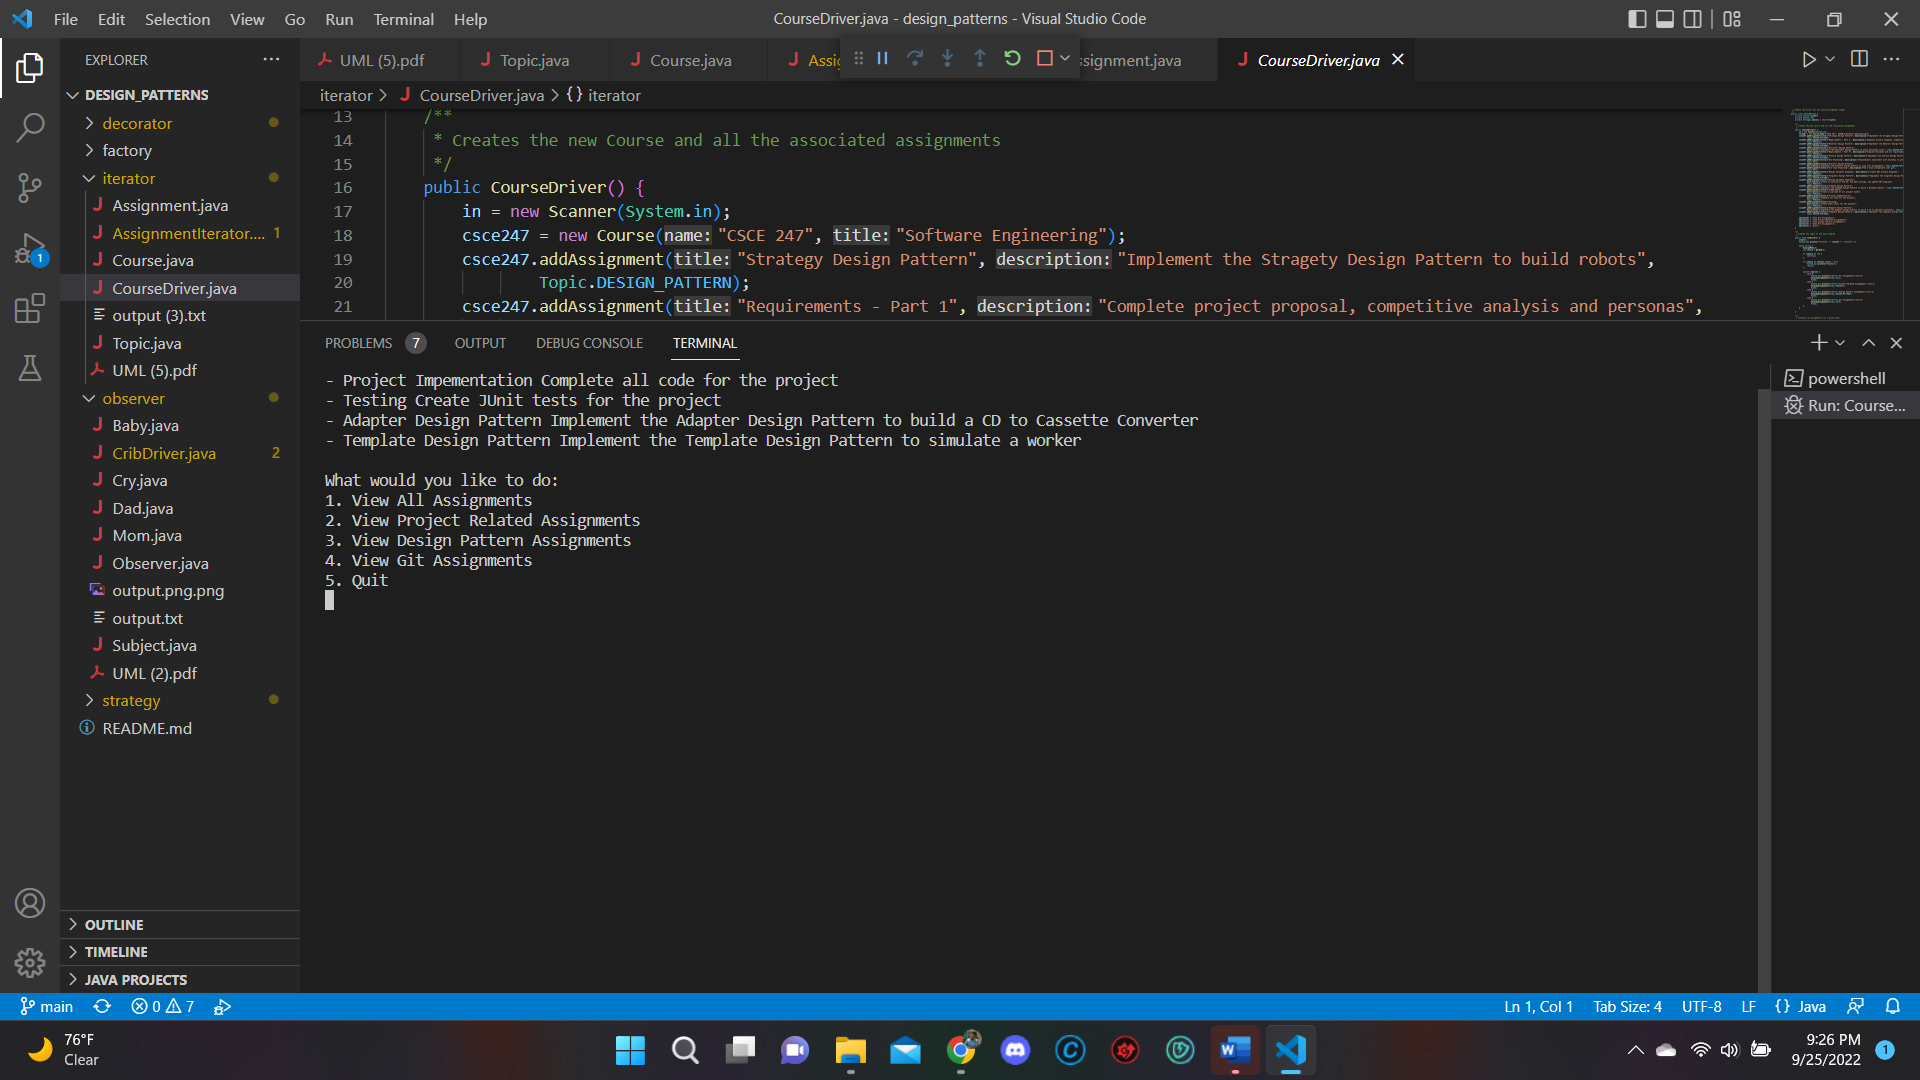 File Edit Selection View Go Run Terminal Help
CourseDriver.java - design_patterns - Visual Studio Code
EXPLORER
UML (5).pdf Topic.java Course.java Assig ssignment.java CourseDriver.java
DESIGN_PATTERNS
iterator > CourseDriver.java > {} iterator
decorator
factory
iterator
Assignment.java
AssignmentIterator.... 1
Course.java
CourseDriver.java
output (3).txt
Topic.java
UML (5).pdf
observer
Baby.java
CribDriver.java 2
Cry.java
Dad.java
Mom.java
Observer.java
output.png.png
output.txt
Subject.java
UML (2).pdf
strategy
README.md
OUTLINE
TIMELINE
JAVA PROJECTS
1
13 /**
14 * Creates the new Course and all the associated assignments
15 */
16 public CourseDriver() {
17 in = new Scanner(System.in);
18 csce247 = new Course(name: "CSCE 247", title: "Software Engineering");
19 csce247.addAssignment(title: "Strategy Design Pattern", description: "Implement the Stragety Design Pattern to build robots",
20 Topic.DESIGN_PATTERN);
21 csce247.addAssignment(title: "Requirements - Part 1", description: "Complete project proposal, competitive analysis and personas",
PROBLEMS 7 OUTPUT DEBUG CONSOLE TERMINAL
- Project Impementation Complete all code for the project
- Testing Create JUnit tests for the project
- Adapter Design Pattern Implement the Adapter Design Pattern to build a CD to Cassette Converter
- Template Design Pattern Implement the Template Design Pattern to simulate a worker
What would you like to do:
1. View All Assignments
2. View Project Related Assignments
3. View Design Pattern Assignments
4. View Git Assignments
5. Quit
powershell
Run: Course...
main 0 7
Ln 1, Col 1 Tab Size: 4 UTF-8 LF {} Java
76°F
Clear
9:26 PM
9/25/2022
1